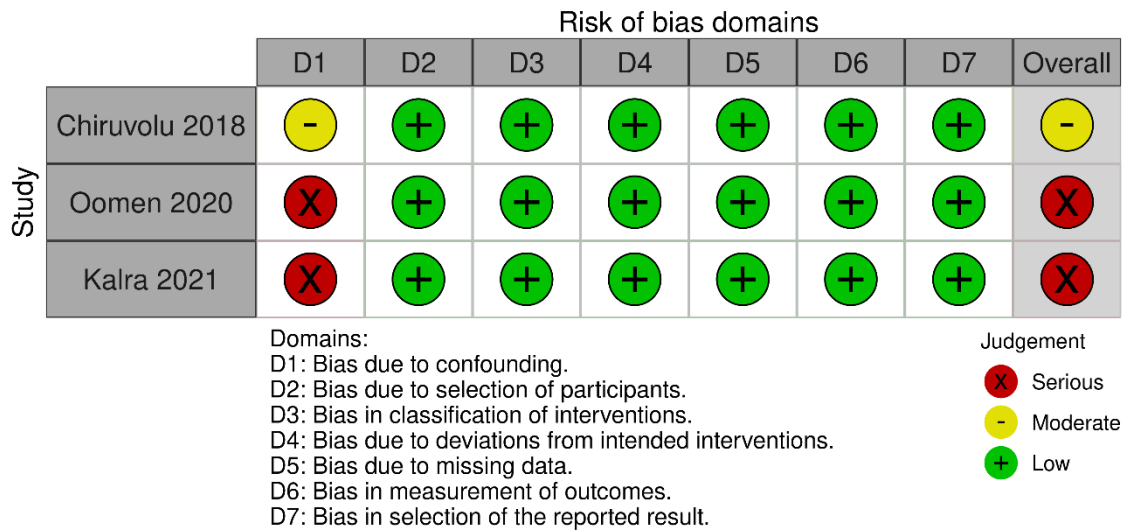 Risk of bias domains
D1 D2 D3 D4 D5 D6 D7 Overall
Study
Chiruvolu 2018 - + + + + + + -
Oomen 2020 X + + + + + + X
Kalra 2021 X + + + + + + X
Domains:
D1: Bias due to confounding.
D2: Bias due to selection of participants.
D3: Bias in classification of interventions.
D4: Bias due to deviations from intended interventions.
D5: Bias due to missing data.
D6: Bias in measurement of outcomes.
D7: Bias in selection of the reported result.
Judgement
X Serious
- Moderate
+ Low